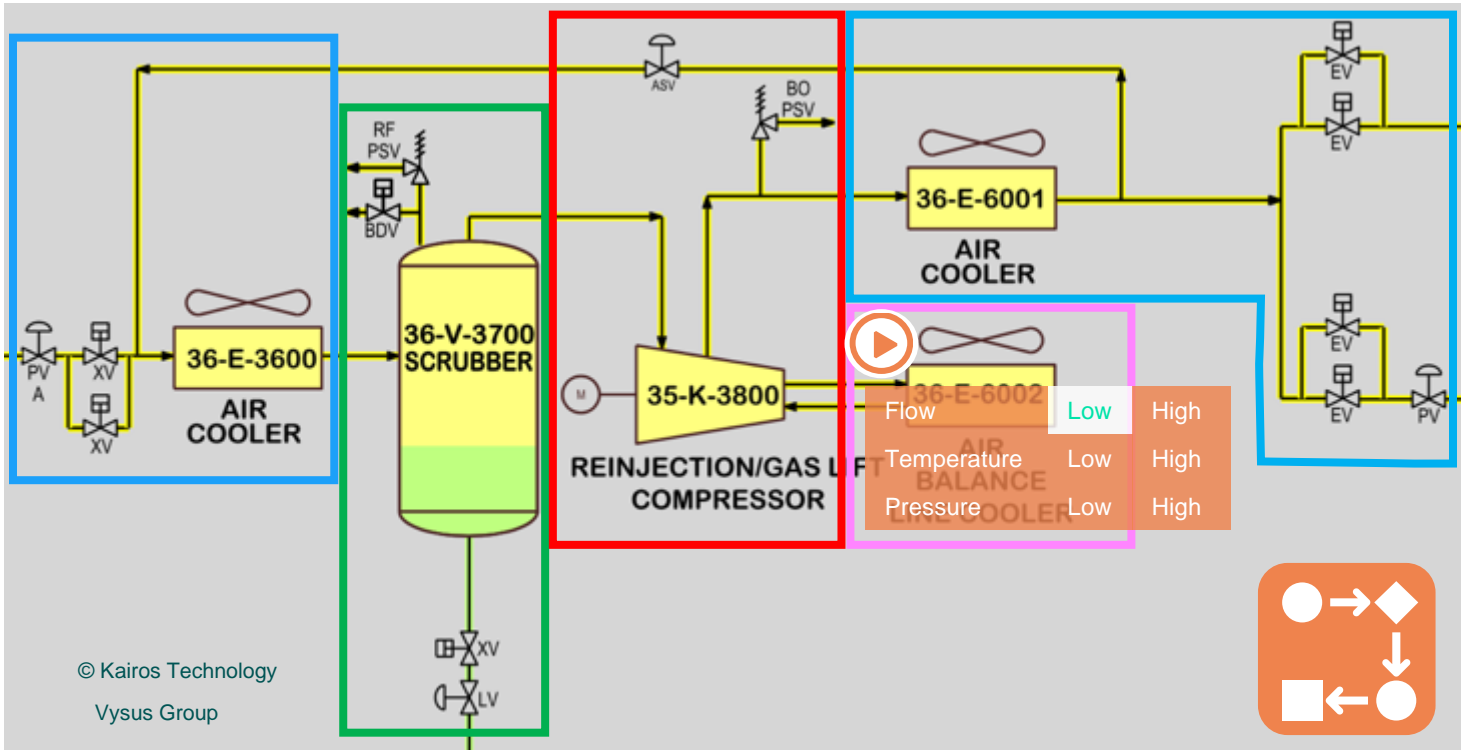 ASV
BO
PSV
EV
EV
RF
PSV
BDV
36-E-6001
AIR
COOLER
36-V-3700
SCRUBBER
PV
A
XV
XV
36-E-3600
AIR
COOLER
M
35-K-3800
REINJECTION/GAS LIFT
COMPRESSOR
36-E-6002
AIR
BALANCE
LINE COOLER
Flow Low High
Temperature Low High
Pressure Low High
EV
EV
PV
XV
LV
© Kairos Technology
Vysus Group